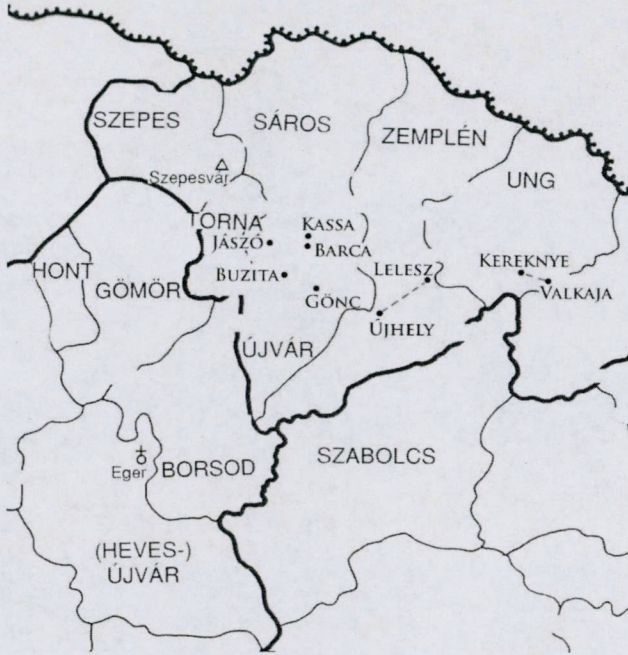 SZEPES
SÁROS
ZEMPLÉN
UNG
Szepesvár
TORNA
KASSA
JÁSZÓ
BARCA
HONT
GÖMÖR
BUZITA
GÖNC
LELESZ
KEREKNYE
VALKAJA
ÚJHELY
ÚJVÁR
Eger
BORSOD
SZABOLCS
(HEVES-)
ÚJVÁR